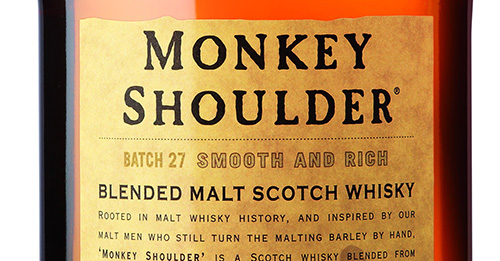 MONKEY
SHOULDER®
BATCH 27 SMOOTH AND RICH
BLENDED MALT SCOTCH WHISKY
ROOTED IN MALT WHISKY HISTORY, AND INSPIRED BY OUR
MALT MEN WHO STILL TURN THE MALTING BARLEY BY HAND,
'MONKEY SHOULDER' IS A SCOTCH WHISKY BLENDED FROM